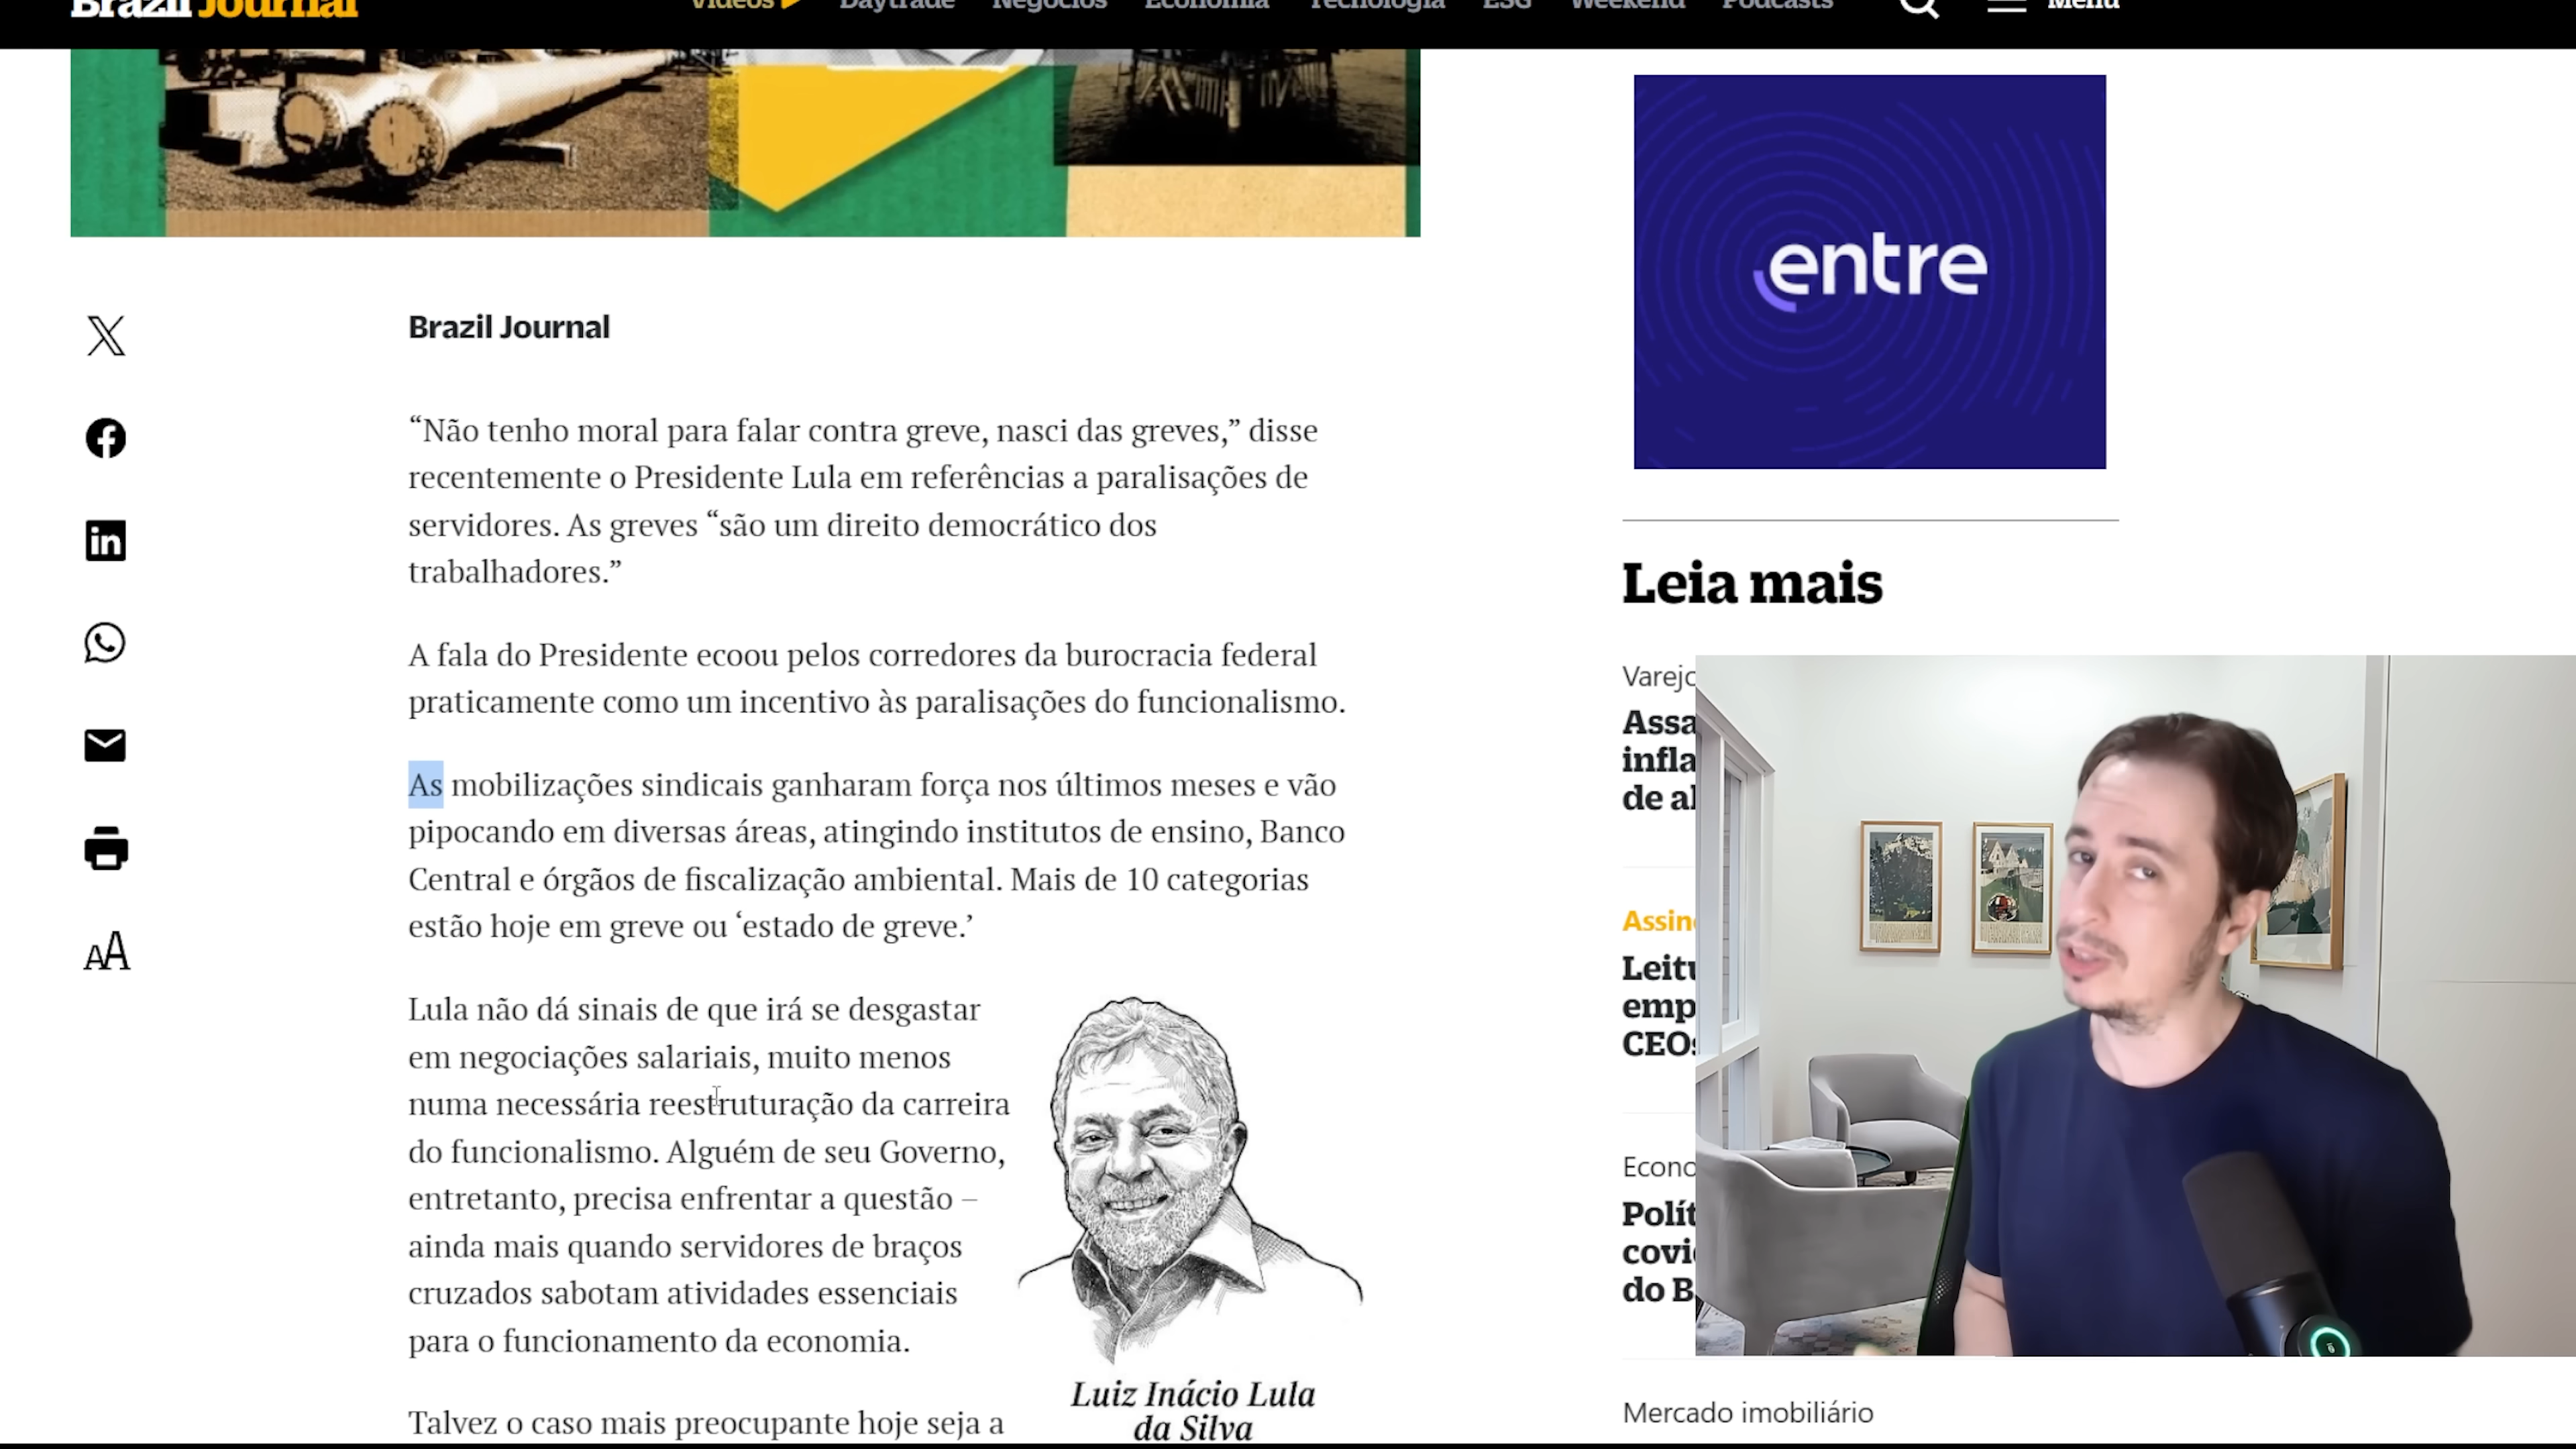 Brazil Journal
Vídeos
Daytrade
Negócios
Economia
Tecnologia
ESG
Weekend
Podcasts
Menu
entre
Brazil Journal
“Não tenho moral para falar contra greve, nasci das greves,” disse
recentemente o Presidente Lula em referências a paralisações de
servidores. As greves “são um direito democrático dos
trabalhadores.”
A fala do Presidente ecoou pelos corredores da burocracia federal
praticamente como um incentivo às paralisações do funcionalismo.
As mobilizações sindicais ganharam força nos últimos meses e vão
pipocando em diversas áreas, atingindo institutos de ensino, Banco
Central e órgãos de fiscalização ambiental. Mais de 10 categorias
estão hoje em greve ou ‘estado de greve.’
Lula não dá sinais de que irá se desgastar
em negociações salariais, muito menos
numa necessária reestruturação da carreira
do funcionalismo. Alguém de seu Governo,
entretanto, precisa enfrentar a questão –
ainda mais quando servidores de braços
cruzados sabotam atividades essenciais
para o funcionamento da economia.
Talvez o caso mais preocupante hoje seja a
Luiz Inácio Lula
da Silva
Leia mais
Varejo
Assa
infla
de al
Assin
Leitu
emp
CEOs
Econo
Polít
covi
do B
Mercado imobiliário
AA
in